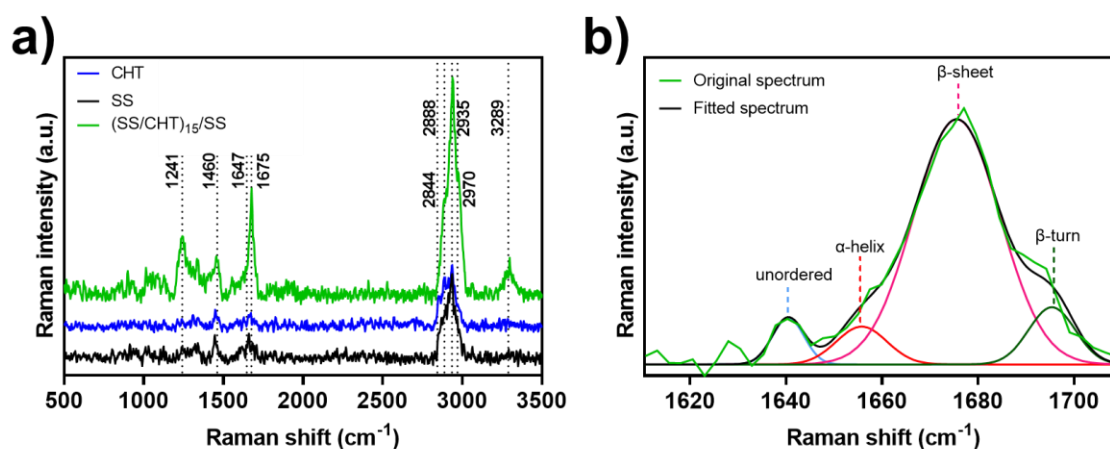 a)
CHT
SS
(SS/CHT)₁₅/SS
1241
1460
1647
1675
2844
2888
2935
2970
3289
Raman intensity (a.u.)
500 1000 1500 2000 2500 3000 3500
Raman shift (cm⁻¹)
b)
Original spectrum
Fitted spectrum
β-sheet
β-turn
α-helix
unordered
Raman intensity (a.u.)
1620 1640 1660 1680 1700
Raman shift (cm⁻¹)